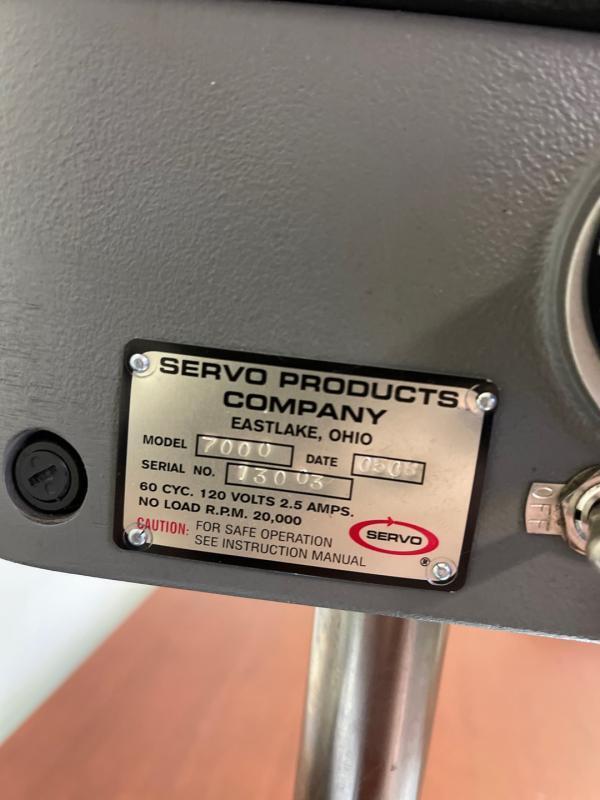 SERVO PRODUCTS
COMPANY
EASTLAKE, OHIO
MODEL 7000 DATE
SERIAL NO. 13003
60 CYC. 120 VOLTS 2.5 AMPS.
NO LOAD R.P.M. 20,000
CAUTION: FOR SAFE OPERATION
SEE INSTRUCTION MANUAL
SERVO
®
OFF